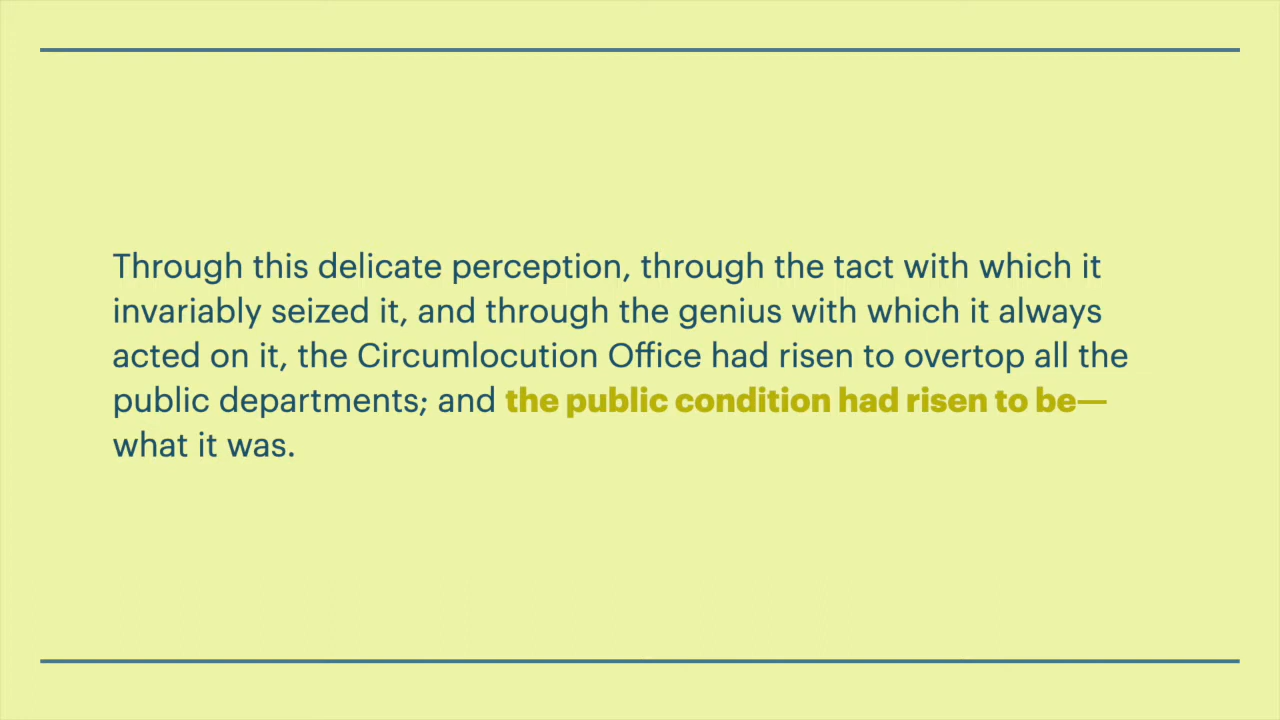 Through this delicate perception, through the tact with which it
invariably seized it, and through the genius with which it always
acted on it, the Circumlocution Office had risen to overtop all the
public departments; and the public condition had risen to be—
what it was.